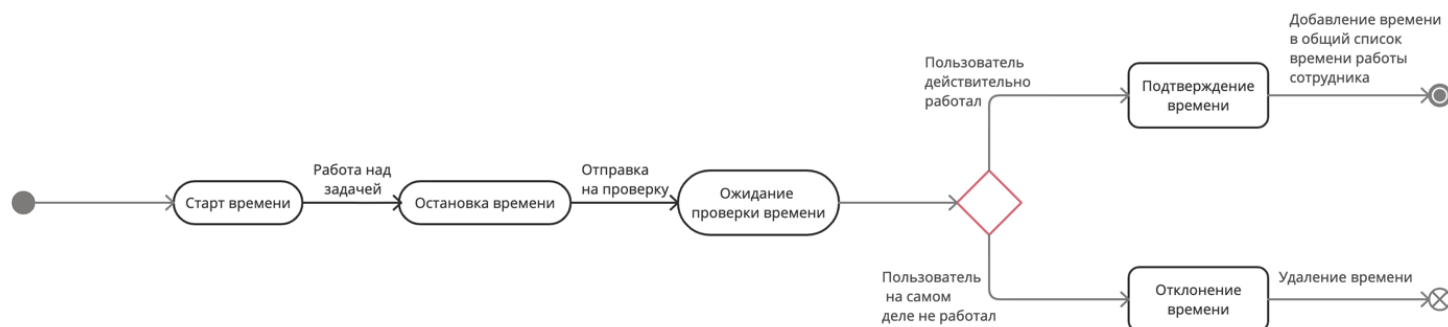 Старт времени
Работа над
задачей
Остановка времени
Отправка
на проверку
Ожидание
проверки времени
Пользователь
действительно
работал
Подтверждение
времени
Добавление времени
в общий список
времени работы
сотрудника
Пользователь
на самом
деле не работал
Отклонение
времени
Удаление времени